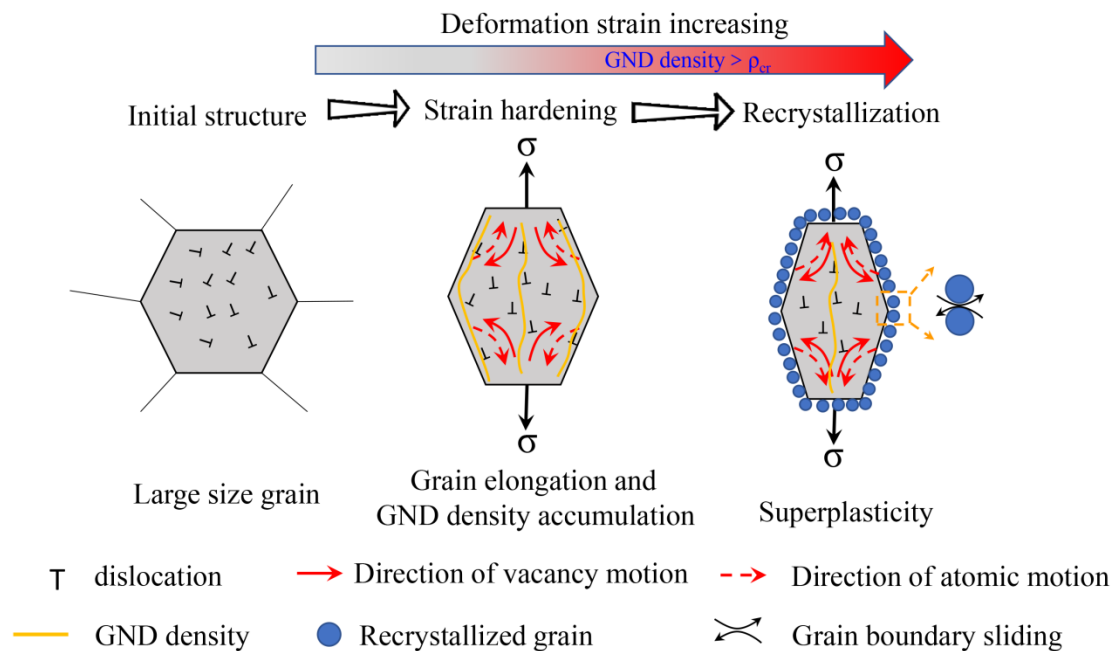 Deformation strain increasing
GND density > ρcr
Initial structure
Strain hardening
Recrystallization
σ
σ
σ
σ
Large size grain
Grain elongation and
GND density accumulation
Superplasticity
dislocation
Direction of vacancy motion
Direction of atomic motion
GND density
Recrystallized grain
Grain boundary sliding